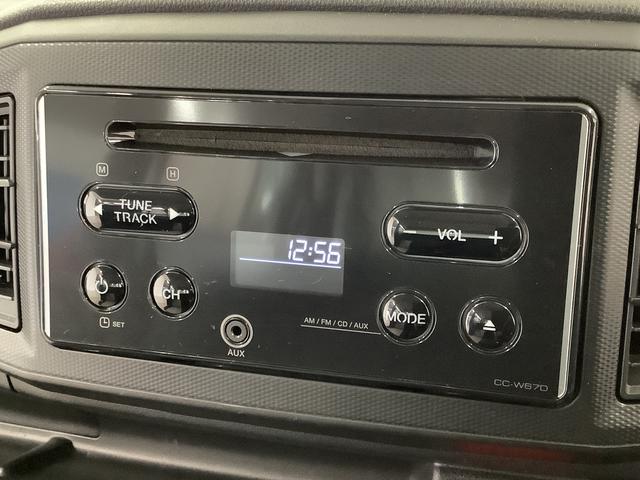 M H
TUNE
TRACK
VOL
12:56
CH
MODE
SET
AM / FM / CD / AUX
AUX
CC-W67D